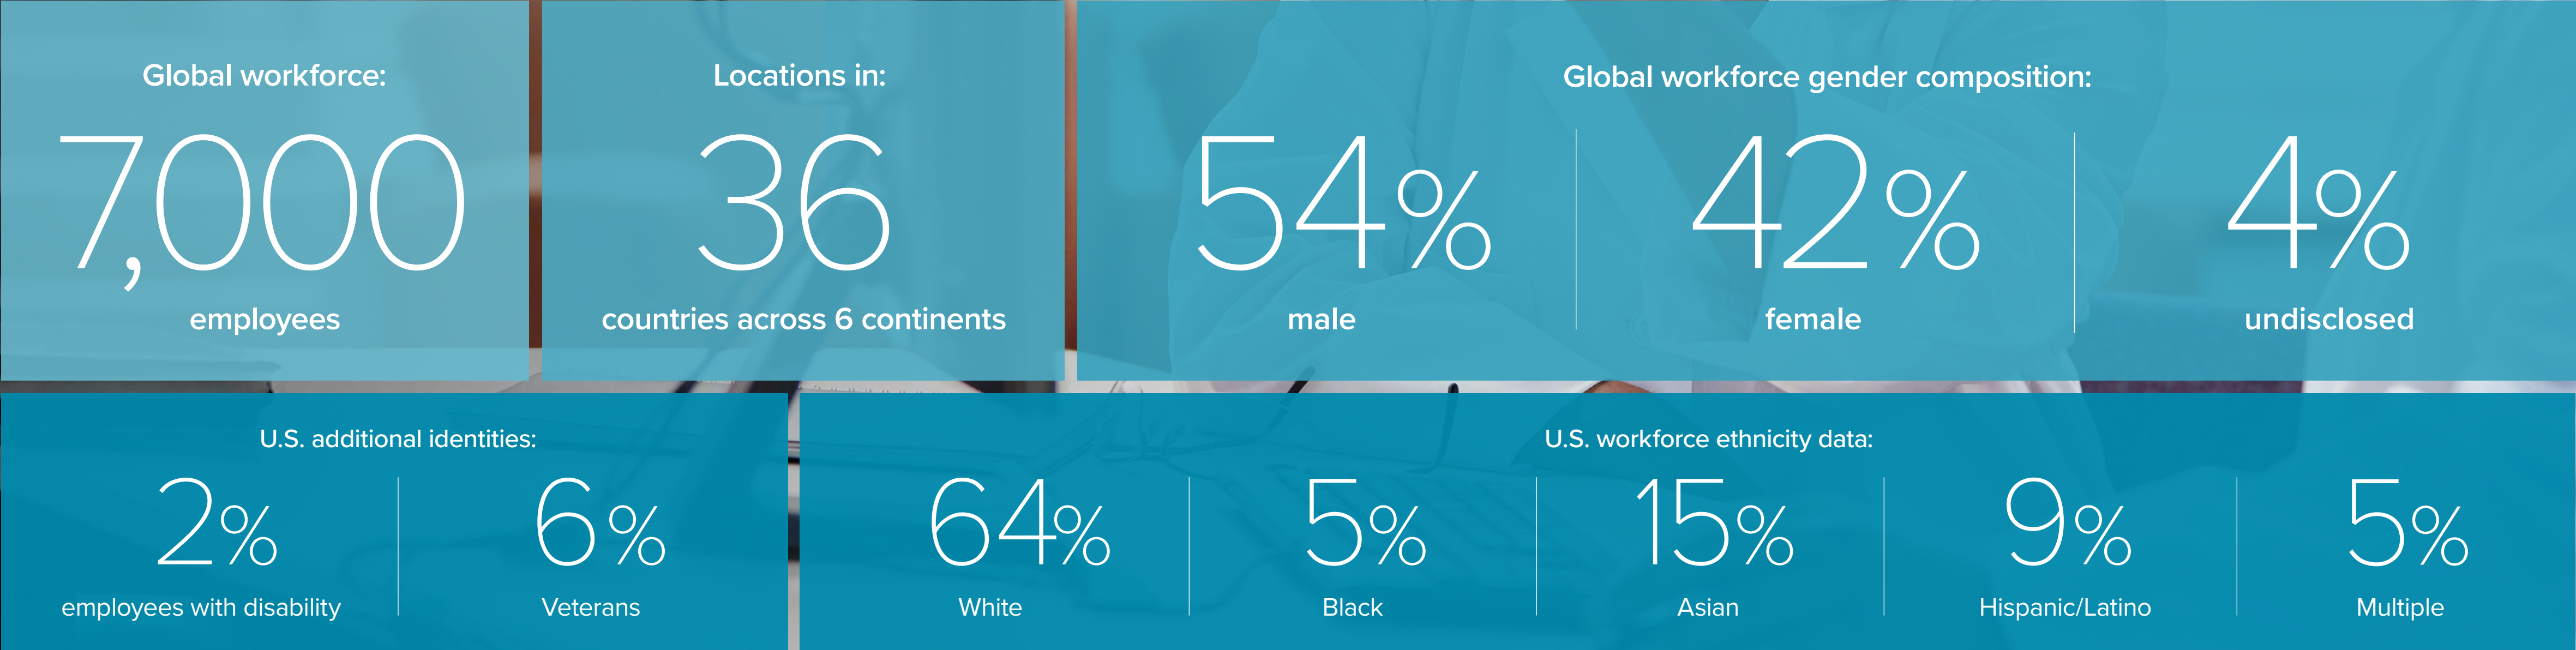 Global workforce:
7,000
employees
Locations in:
36
countries across 6 continents
Global workforce gender composition:
54%
male
42%
female
4%
undisclosed
U.S. additional identities:
2%
employees with disability
6%
Veterans
U.S. workforce ethnicity data:
64%
White
5%
Black
15%
Asian
9%
Hispanic/Latino
5%
Multiple